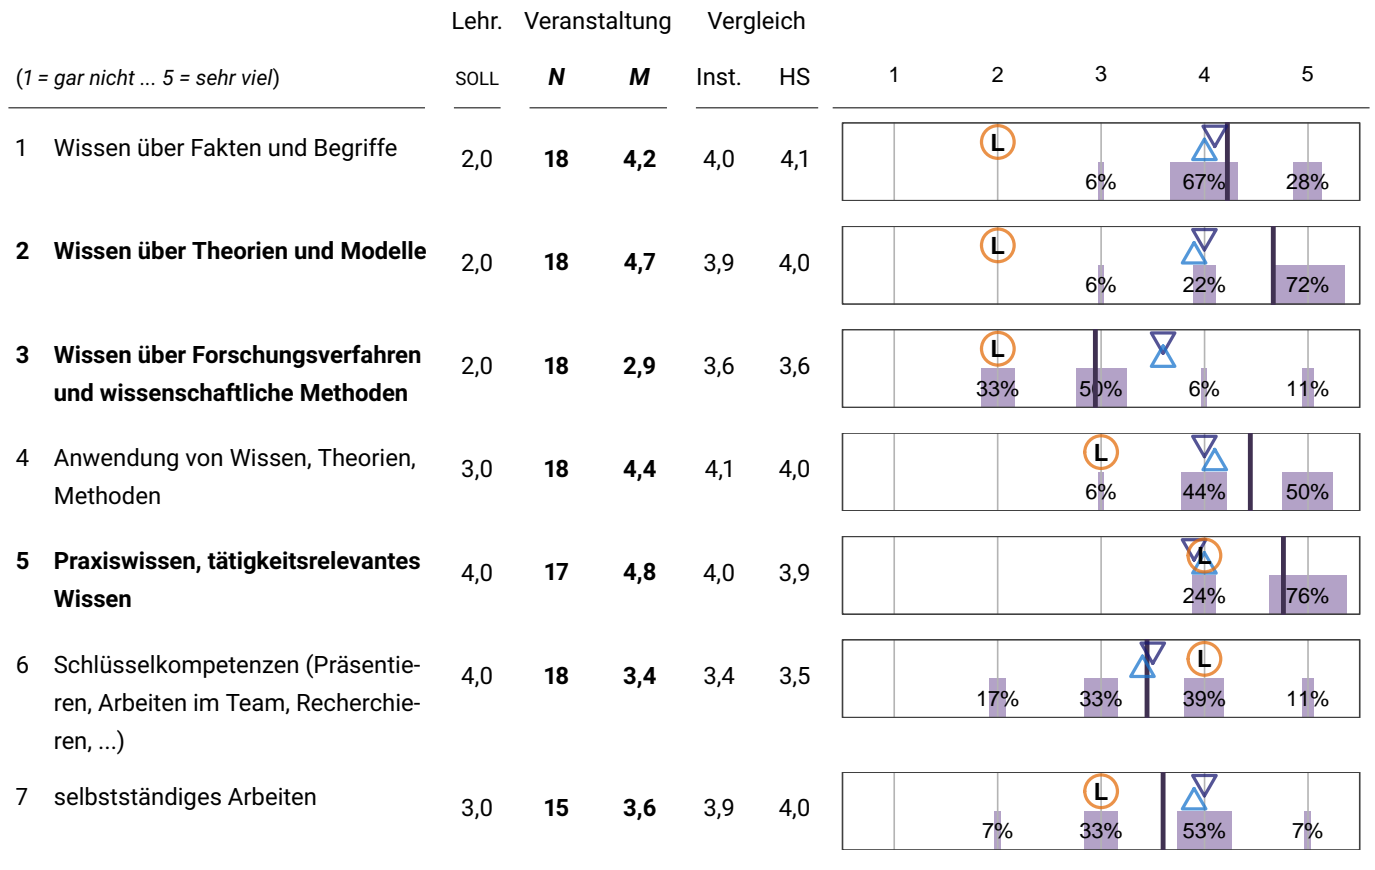 Lehr. Veranstaltung Vergleich
(1 = gar nicht ... 5 = sehr viel) SOLL N M Inst. HS 1 2 3 4 5
1 Wissen über Fakten und Begriffe 2,0 18 4,2 4,0 4,1 L 6% 67% 28%
2 Wissen über Theorien und Modelle 2,0 18 4,7 3,9 4,0 L 6% 22% 72%
3 Wissen über Forschungsverfahren
und wissenschaftliche Methoden 2,0 18 2,9 3,6 3,6 L 33% 50% 6% 11%
4 Anwendung von Wissen, Theorien,
Methoden 3,0 18 4,4 4,1 4,0 L 6% 44% 50%
5 Praxiswissen, tätigkeitsrelevantes
Wissen 4,0 17 4,8 4,0 3,9 L 24% 76%
6 Schlüsselkompetenzen (Präsentie-
ren, Arbeiten im Team, Recherchie-
ren, ...) 4,0 18 3,4 3,4 3,5 L 17% 33% 39% 11%
7 selbstständiges Arbeiten 3,0 15 3,6 3,9 4,0 L 7% 33% 53% 7%